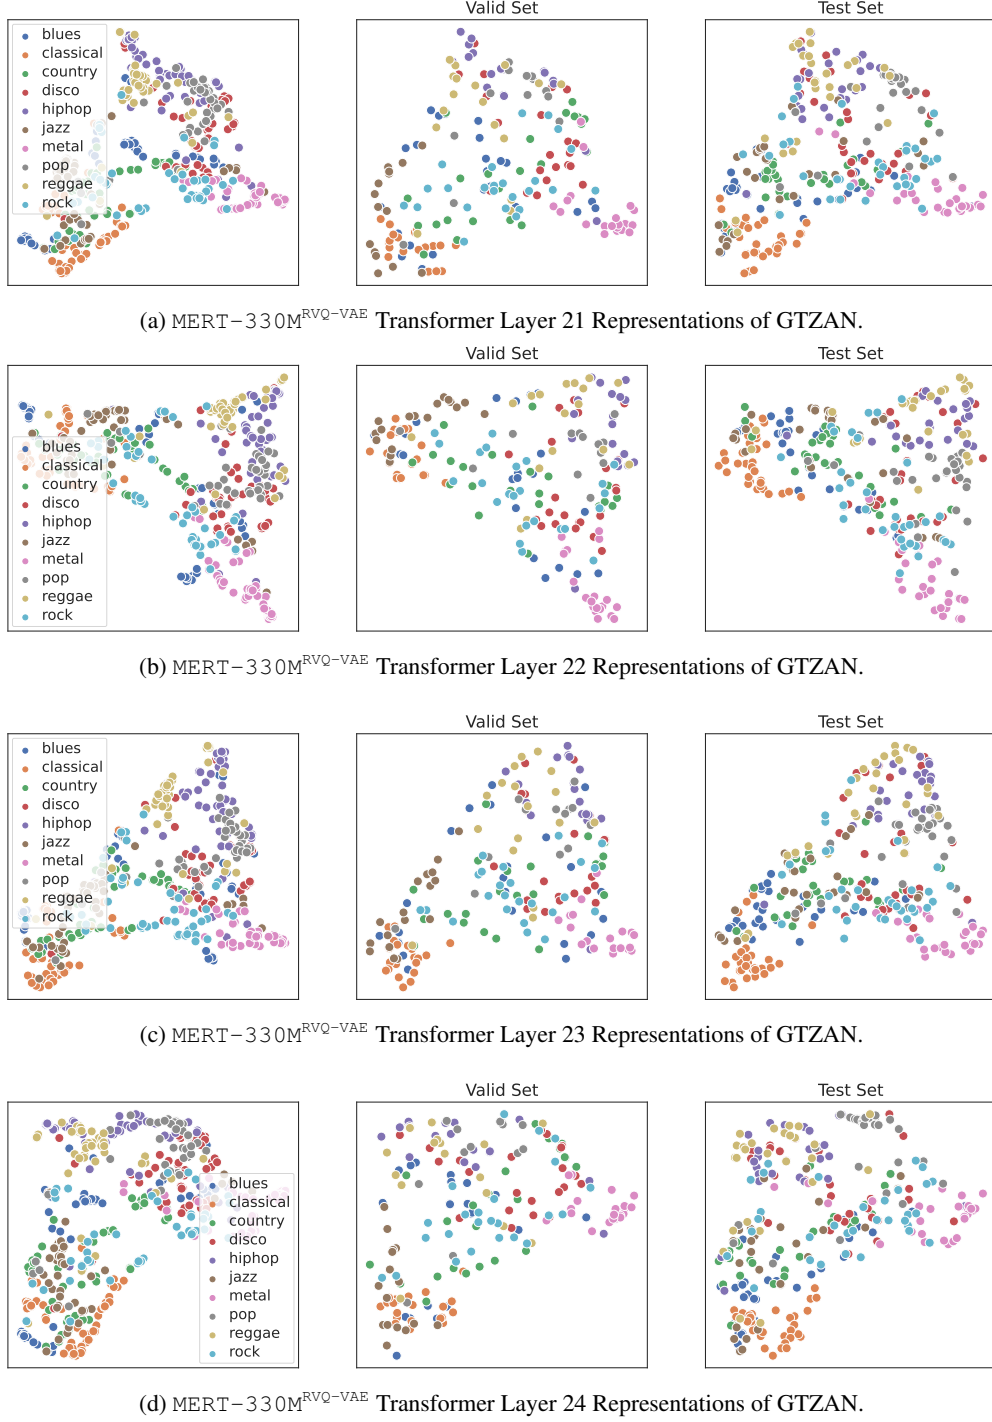 Valid Set
Test Set
blues
classical
country
disco
hiphop
jazz
metal
pop
reggae
rock
(a) MERT-330M^RVQ-VAE Transformer Layer 21 Representations of GTZAN.
Valid Set
Test Set
blues
classical
country
disco
hiphop
jazz
metal
pop
reggae
rock
(b) MERT-330M^RVQ-VAE Transformer Layer 22 Representations of GTZAN.
Valid Set
Test Set
blues
classical
country
disco
hiphop
jazz
metal
pop
reggae
rock
(c) MERT-330M^RVQ-VAE Transformer Layer 23 Representations of GTZAN.
Valid Set
Test Set
blues
classical
country
disco
hiphop
jazz
metal
pop
reggae
rock
(d) MERT-330M^RVQ-VAE Transformer Layer 24 Representations of GTZAN.